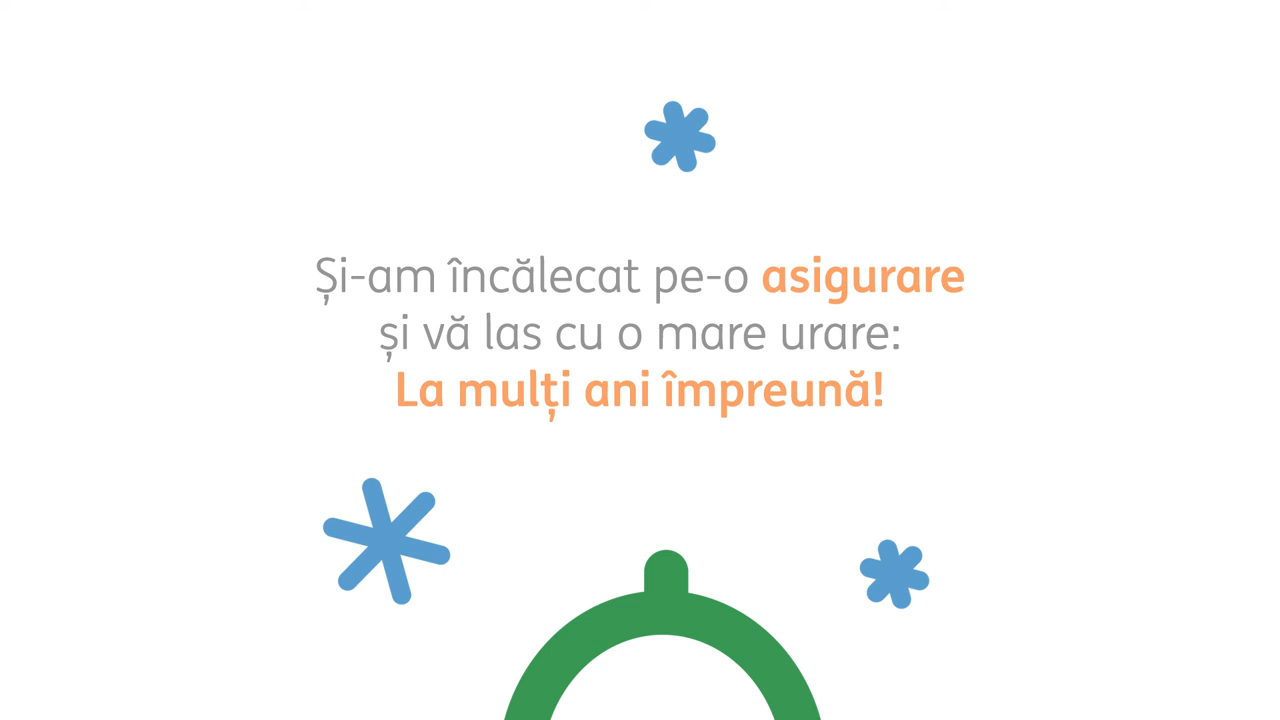 Și-am încălecat pe-o asigurare
și vă las cu o mare urare:
La mulți ani împreună!